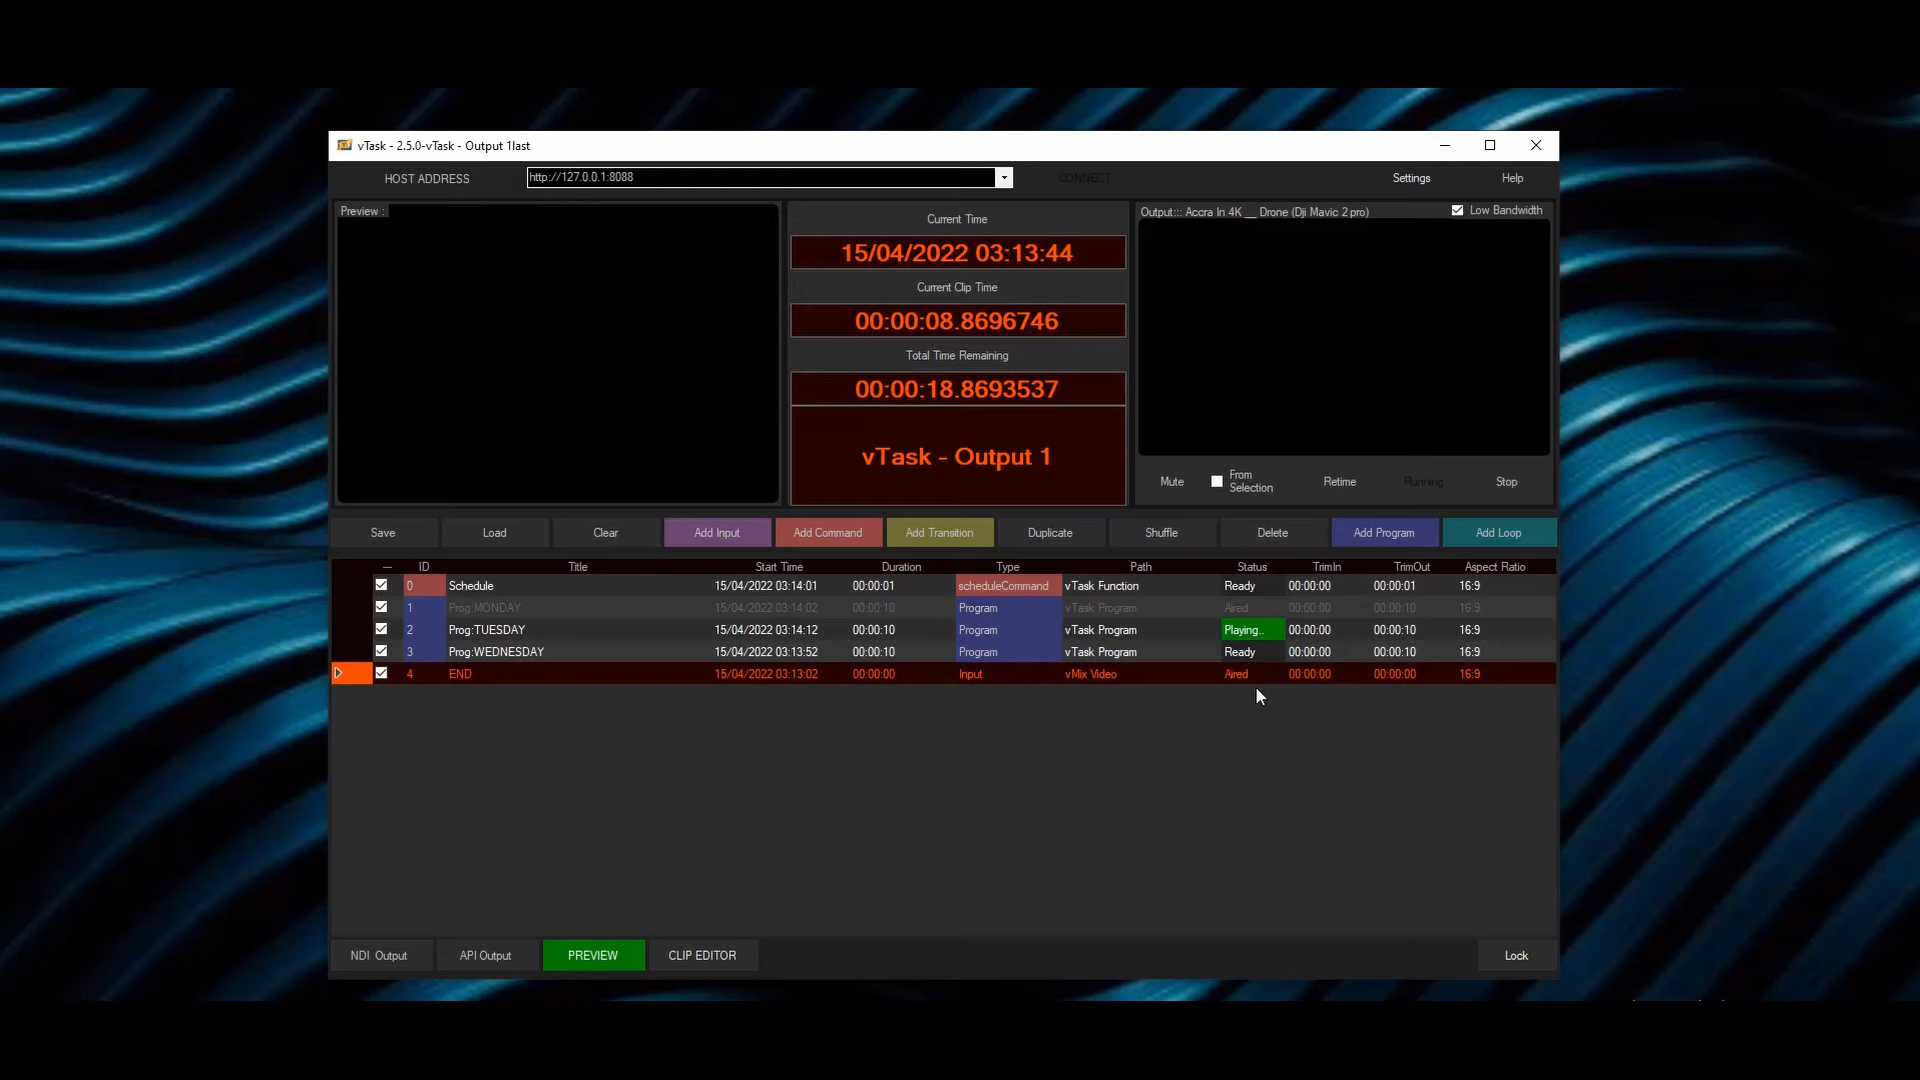 vTask - 2.5.0-vTask - Output 1last
HOST ADDRESS
http://127.0.0.1:8088
CONNECT
Settings
Help
Preview :
Current Time
15/04/2022 03:13:44
Current Clip Time
00:00:08.8696746
Total Time Remaining
00:00:18.8693537
vTask - Output 1
Output::: Accra In 4K __ Drone (Dji Mavic 2 pro)
Low Bandwidth
Mute
From
Selection
Retime
Running
Stop
Save Load Clear Add Input Add Command Add Transition Duplicate Shuffle Delete Add Program Add Loop
--- ID Title Start Time Duration Type Path Status TrimIn TrimOut Aspect Ratio
0 Schedule 15/04/2022 03:14:01 00:00:01 scheduleCommand vTask Function Ready 00:00:00 00:00:01 16:9
1 Prog:MONDAY 15/04/2022 03:14:02 00:00:10 Program vTask Program Aired 00:00:00 00:00:10 16:9
2 Prog:TUESDAY 15/04/2022 03:14:12 00:00:10 Program vTask Program Playing.. 00:00:00 00:00:10 16:9
3 Prog:WEDNESDAY 15/04/2022 03:13:52 00:00:10 Program vTask Program Ready 00:00:00 00:00:10 16:9
4 END 15/04/2022 03:13:02 00:00:00 Input vMix Video Aired 00:00:00 00:00:00 16:9
NDI Output API Output PREVIEW CLIP EDITOR Lock